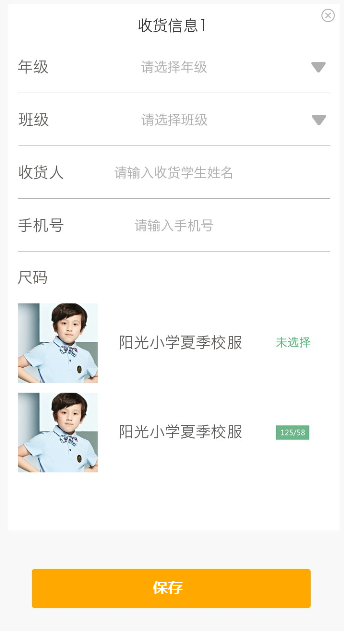 收货信息1
年级 请选择年级
班级 请选择班级
收货人 请输入收货学生姓名
手机号 请输入手机号
尺码
阳光小学夏季校服 未选择
阳光小学夏季校服 125/58
保存